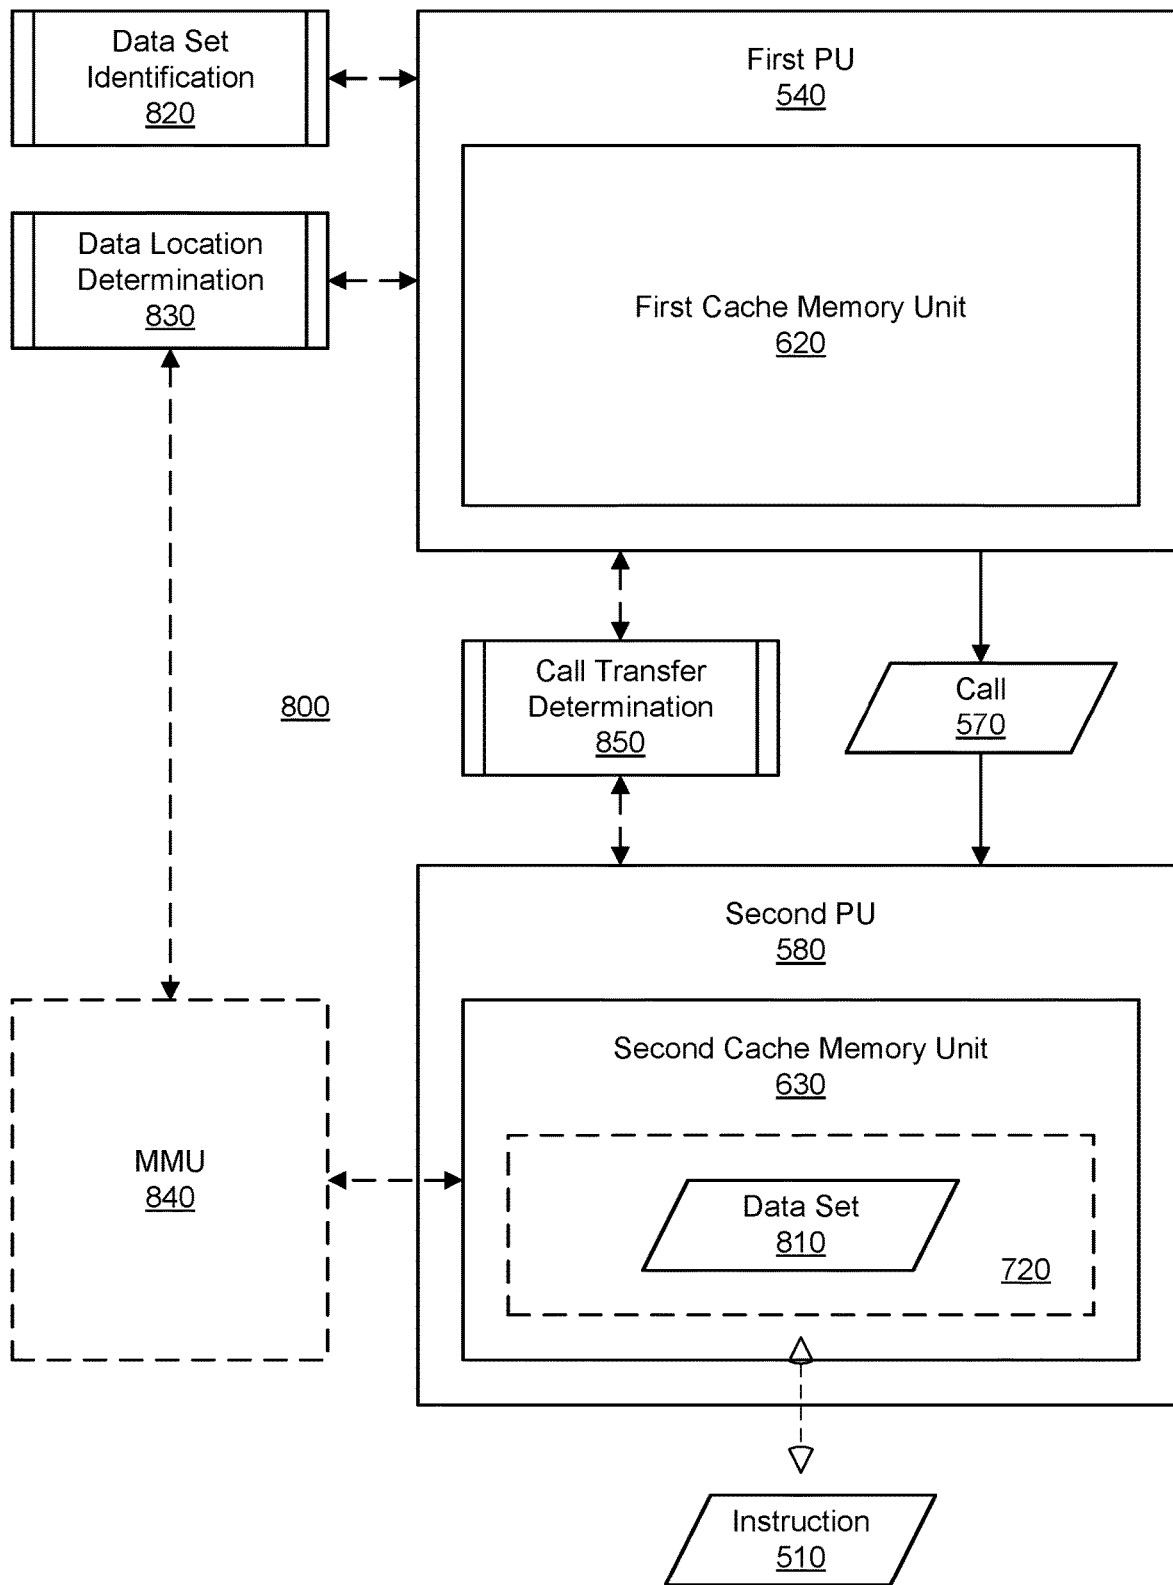 Data Set
Identification
820
First PU
540
Data Location
Determination
830
First Cache Memory Unit
620
Call Transfer
Determination
850
Call
570
800
Second PU
580
Second Cache Memory Unit
630
MMU
840
Data Set
810
720
Instruction
510